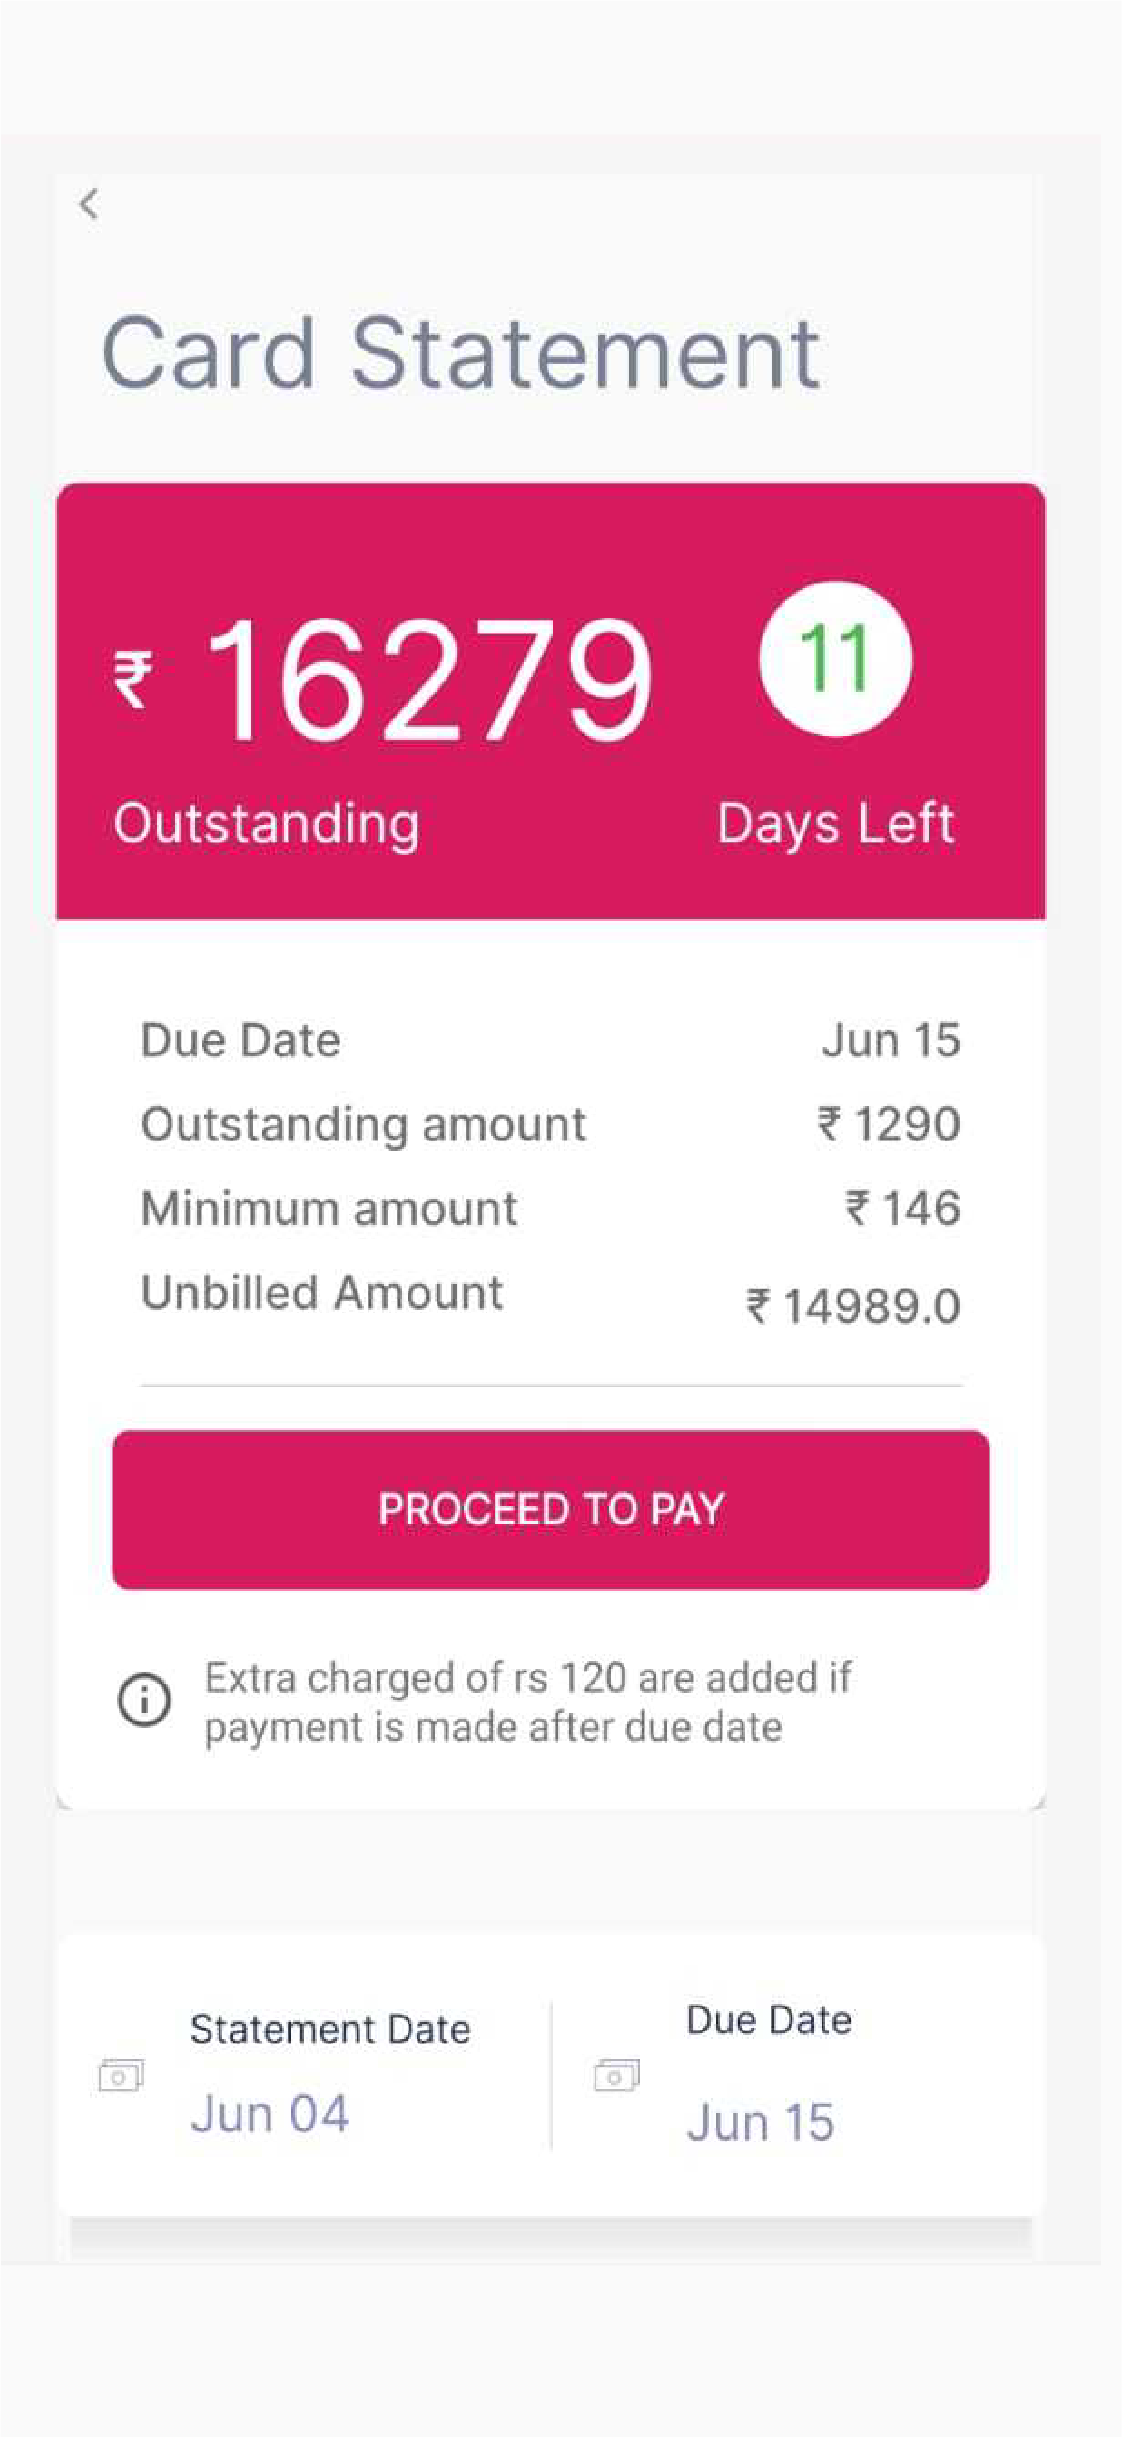 Card Statement
₹ 16279
11
Outstanding
Days Left
Due Date Jun 15
Outstanding amount ₹ 1290
Minimum amount ₹ 146
Unbilled Amount ₹ 14989.0
PROCEED TO PAY
Extra charged of rs 120 are added if
payment is made after due date
Statement Date
Jun 04
Due Date
Jun 15